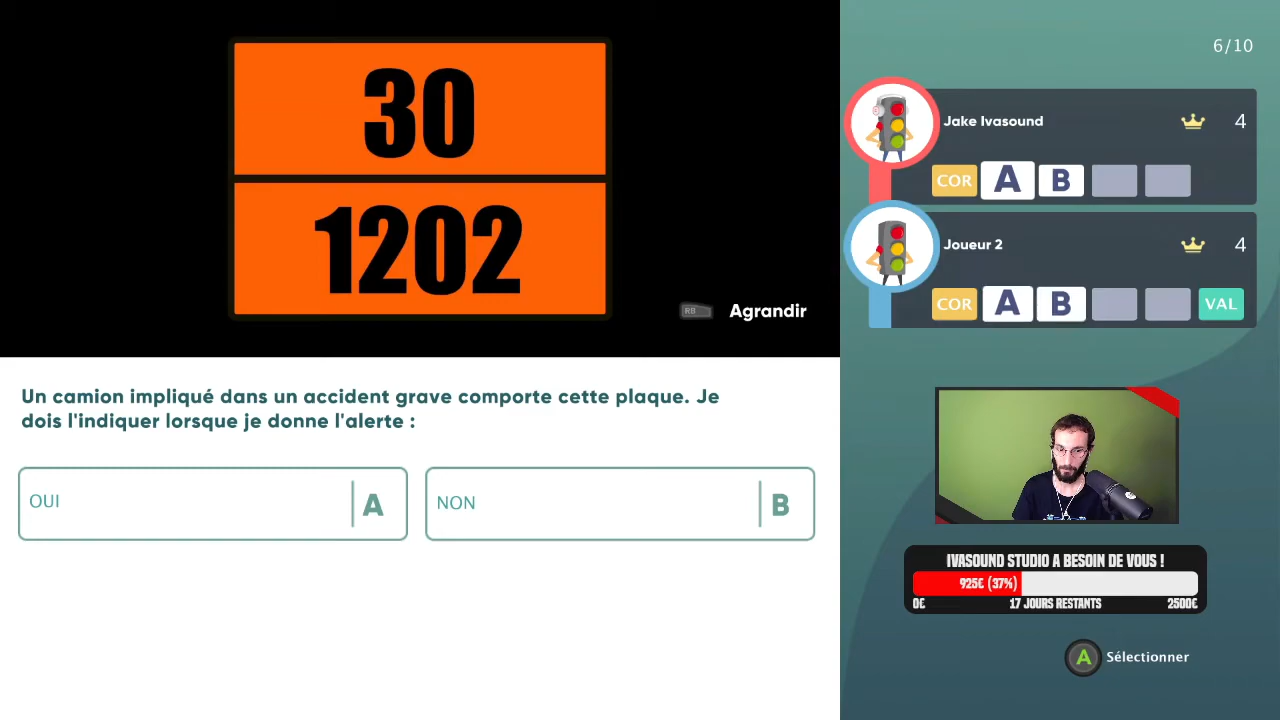 30
1202
RB Agrandir
Un camion impliqué dans un accident grave comporte cette plaque. Je
dois l'indiquer lorsque je donne l'alerte :
OUI A
NON B
6/10
Jake Ivasound 4
COR A B
Joueur 2 4
COR A B VAL
IVASOUND STUDIO A BESOIN DE VOUS !
925€ (37%)
0€ 17 JOURS RESTANTS 2500€
A Sélectionner